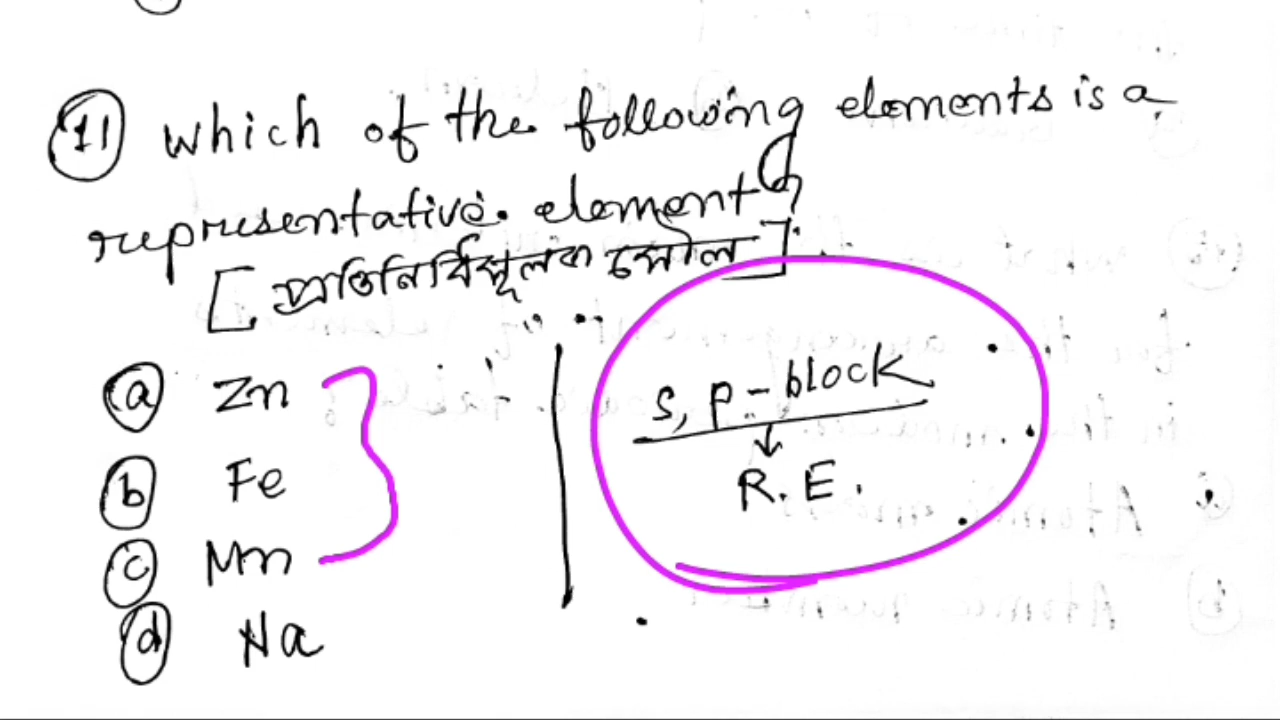 11 which of the following elements is a
representative element?
[প্রতিনিধিমূলক মৌল]
a Zn
b Fe
c Mn
d Na
s, p-block
↓
R.E.